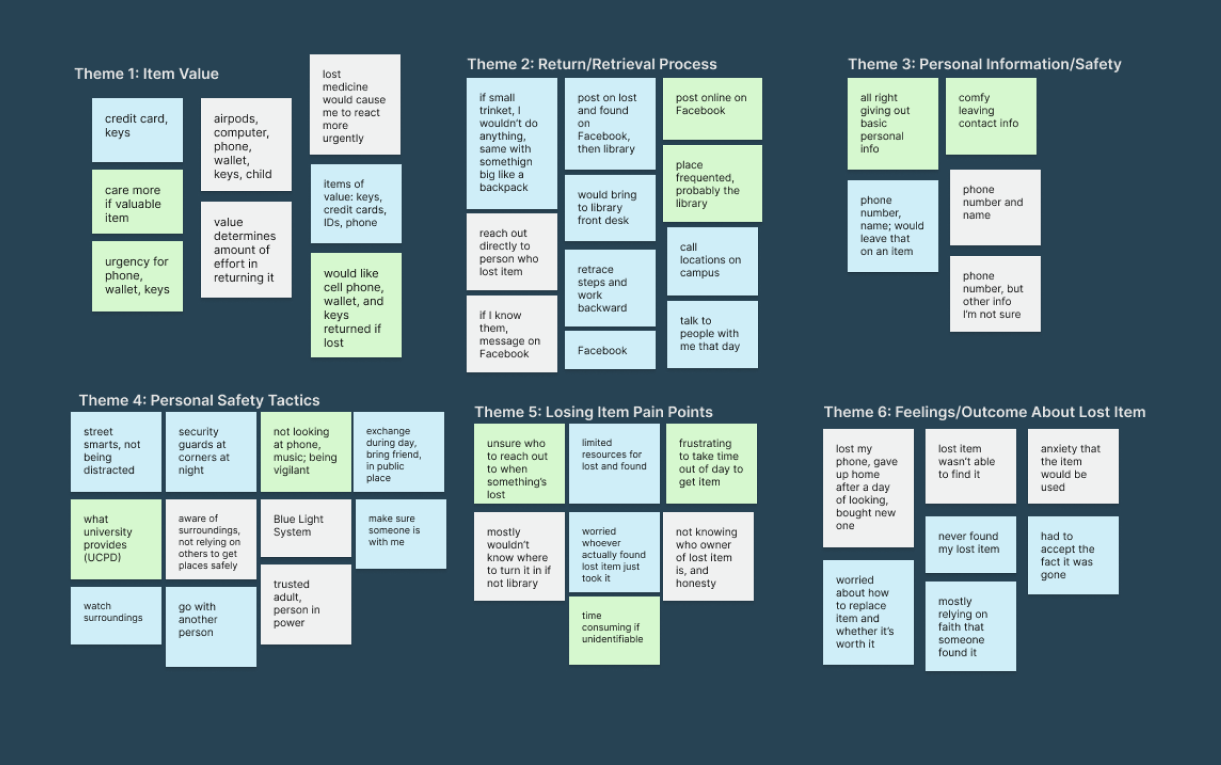 Theme 1: Item Value
credit card,
keys
care more
if valuable
item
urgency for
phone,
wallet, keys
airpods,
computer,
phone,
wallet,
keys, child
value
determines
amount of
effort in
returning it
lost
medicine
would cause
me to react
more
urgently
items of
value: keys,
credit cards,
IDs, phone
would like
cell phone,
wallet, and
keys
returned if
lost
Theme 2: Return/Retrieval Process
if small
trinket, I
wouldn't do
anything,
same with
somethign
big like a
backpack
reach out
directly to
person who
lost item
if I know
them,
message on
Facebook
post on lost
and found
on
Facebook,
then library
would bring
to library
front desk
retrace
steps and
work
backward
Facebook
post online on
Facebook
place
frequented,
probably the
library
call
locations on
campus
talk to
people with
me that day
Theme 3: Personal Information/Safety
all right
giving out
basic
personal
info
phone
number,
name; would
leave that
on an item
comfy
leaving
contact info
phone
number and
name
phone
number, but
other info
I'm not sure
Theme 4: Personal Safety Tactics
street
smarts, not
being
distracted
security
guards at
corners at
night
not looking
at phone,
music; being
vigilant
exchange
during day,
bring friend,
in public
place
what
university
provides
(UCPD)
aware of
surroundings,
not relying on
others to get
places safely
Blue Light
System
make sure
someone is
with me
watch
surroundings
go with
another
person
trusted
adult,
person in
power
Theme 5: Losing Item Pain Points
unsure who
to reach out
to when
something's
lost
limited
resources for
lost and found
frustrating
to take time
out of day to
get item
mostly
wouldn't
know where
to turn it in if
not library
worried
whoever
actually found
lost item just
took it
not knowing
who owner
of lost item
is, and
honesty
time
consuming if
unidentifiable
Theme 6: Feelings/Outcome About Lost Item
lost my
phone, gave
up home
after a day
of looking,
bought new
one
worried
about how
to replace
item and
whether it's
worth it
lost item
wasn't able
to find it
never found
my lost item
mostly
relying on
faith that
someone
found it
anxiety that
the item
would be
used
had to
accept the
fact it was
gone